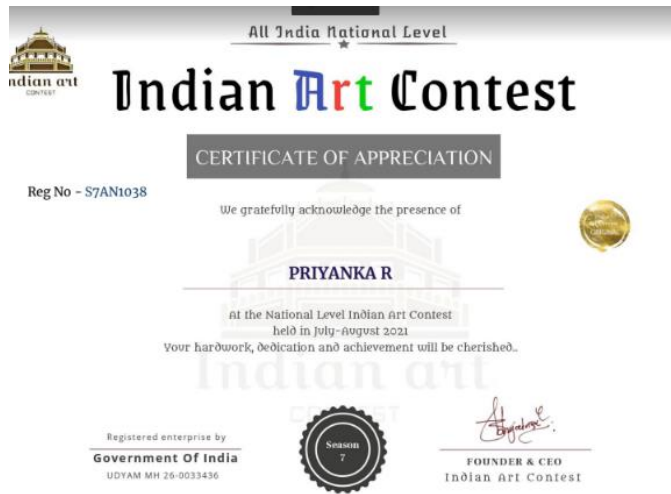 All India National Level
indian art
CONTEST
Indian Art Contest
CERTIFICATE OF APPRECIATION
Reg No - S7AN1038
We gratefully acknowledge the presence of
PRIYANKA R
At the National Level Indian Art Contest
held in July-August 2021
Your hardwork, dedication and achievement will be cherished..
Indian art
CONTEST
Registered enterprise by
Government Of India
UDYAM MH 26-0033436
Season
7
FOUNDER & CEO
Indian Art Contest